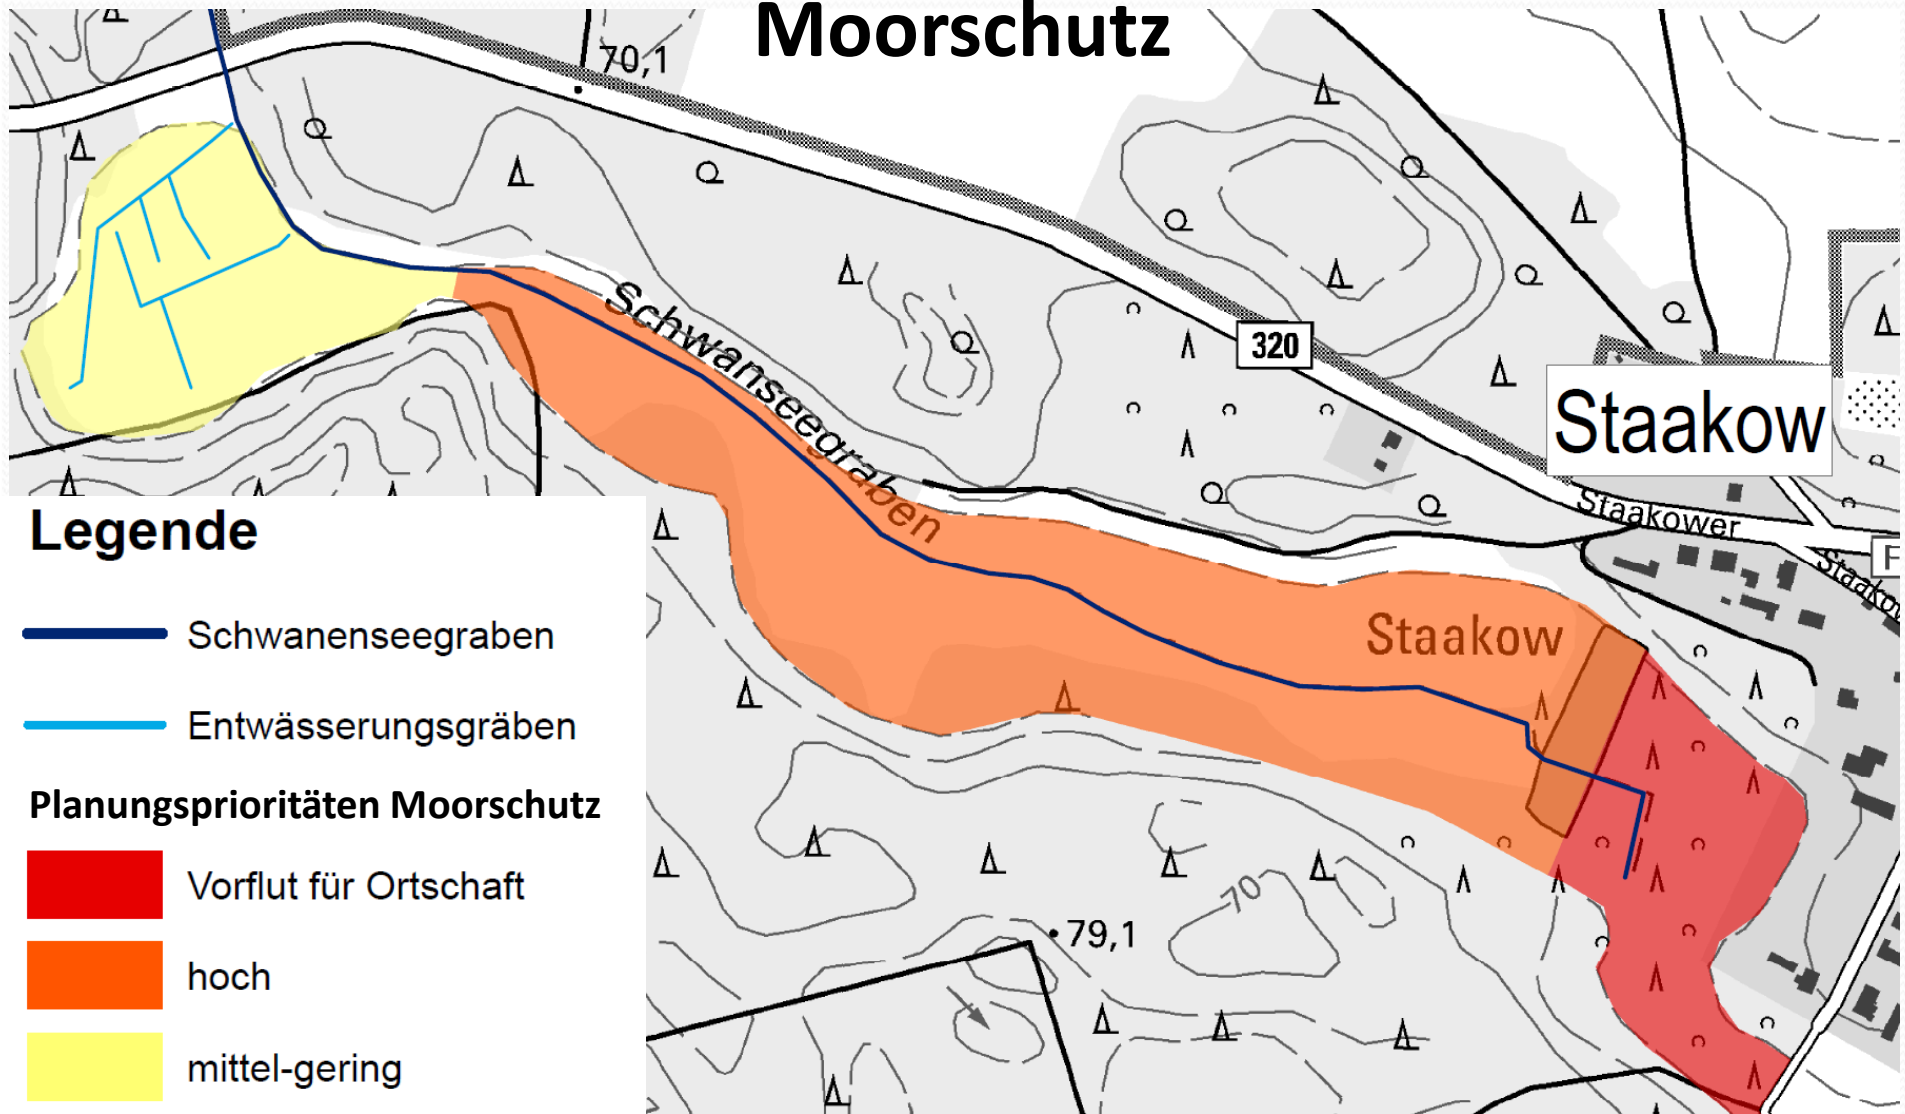 Moorschutz
70,1
Schwanseegraben
320
Staakow
Staakower
Staakow
Legende
Schwanenseegraben
Staakow
Entwässerungsgräben
Planungsprioritäten Moorschutz
Vorflut für Ortschaft
70
79,1
hoch
mittel-gering